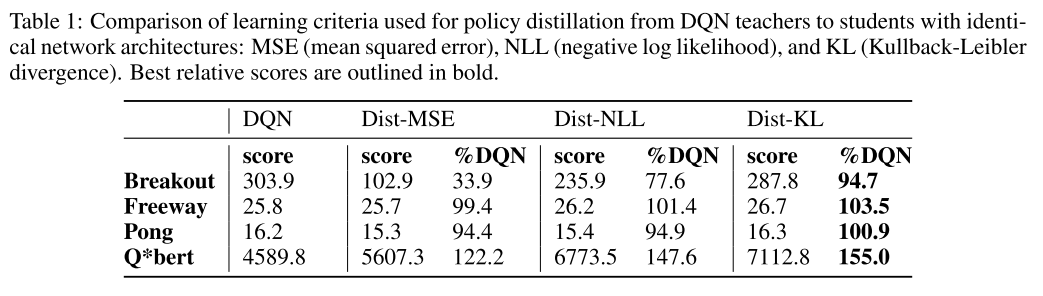 Table 1: Comparison of learning criteria used for policy distillation from DQN teachers to students with identi-
cal network architectures: MSE (mean squared error), NLL (negative log likelihood), and KL (Kullback-Leibler
divergence). Best relative scores are outlined in bold.
DQN Dist-MSE Dist-NLL Dist-KL
score score %DQN score %DQN score %DQN
Breakout 303.9 102.9 33.9 235.9 77.6 287.8 94.7
Freeway 25.8 25.7 99.4 26.2 101.4 26.7 103.5
Pong 16.2 15.3 94.4 15.4 94.9 16.3 100.9
Q*bert 4589.8 5607.3 122.2 6773.5 147.6 7112.8 155.0